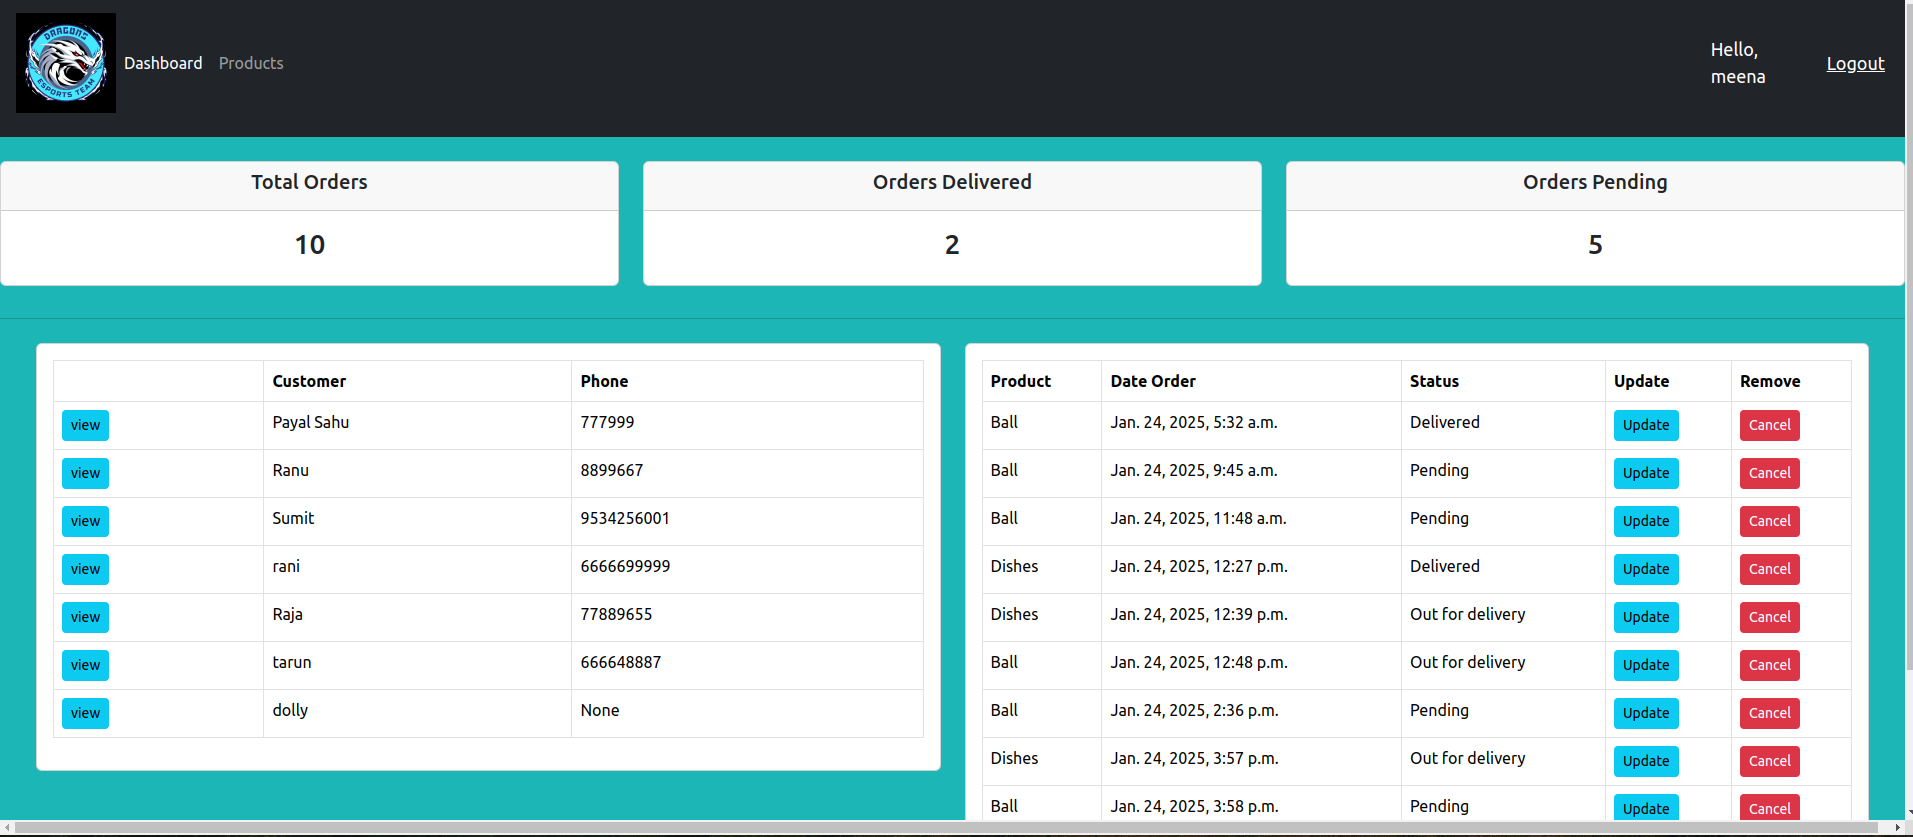 DRAGONS
ESPORTS TEAM
Dashboard Products
Hello,
meena
Logout
Total Orders
10
Orders Delivered
2
Orders Pending
5
Customer Phone
view Payal Sahu 777999
view Ranu 8899667
view Sumit 9534256001
view rani 6666699999
view Raja 77889655
view tarun 666648887
view dolly None
Product Date Order Status Update Remove
Ball Jan. 24, 2025, 5:32 a.m. Delivered Update Cancel
Ball Jan. 24, 2025, 9:45 a.m. Pending Update Cancel
Ball Jan. 24, 2025, 11:48 a.m. Pending Update Cancel
Dishes Jan. 24, 2025, 12:27 p.m. Delivered Update Cancel
Dishes Jan. 24, 2025, 12:39 p.m. Out for delivery Update Cancel
Ball Jan. 24, 2025, 12:48 p.m. Out for delivery Update Cancel
Ball Jan. 24, 2025, 2:36 p.m. Pending Update Cancel
Dishes Jan. 24, 2025, 3:57 p.m. Out for delivery Update Cancel
Ball Jan. 24, 2025, 3:58 p.m. Pending Update Cancel